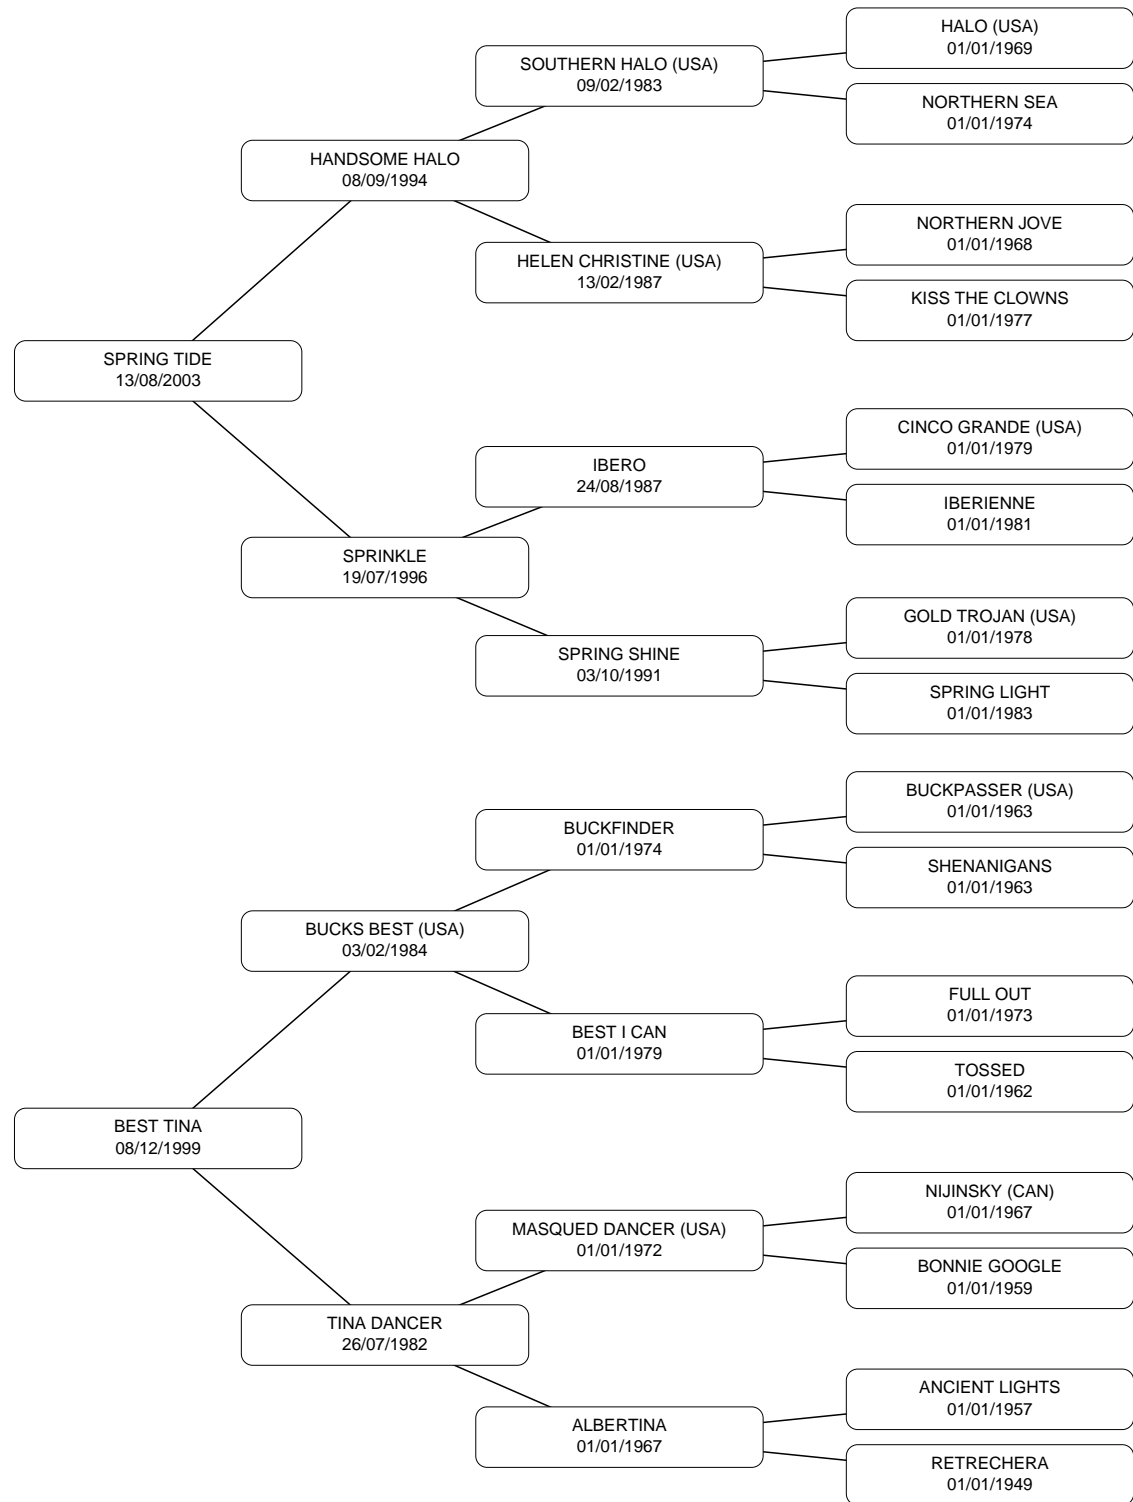 HALO (USA)
01/01/1969
SOUTHERN HALO (USA)
09/02/1983
NORTHERN SEA
01/01/1974
HANDSOME HALO
08/09/1994
NORTHERN JOVE
01/01/1968
HELEN CHRISTINE (USA)
13/02/1987
KISS THE CLOWNS
01/01/1977
SPRING TIDE
13/08/2003
CINCO GRANDE (USA)
01/01/1979
IBERO
24/08/1987
IBERIENNE
01/01/1981
SPRINKLE
19/07/1996
GOLD TROJAN (USA)
01/01/1978
SPRING SHINE
03/10/1991
SPRING LIGHT
01/01/1983
BUCKPASSER (USA)
01/01/1963
BUCKFINDER
01/01/1974
SHENANIGANS
01/01/1963
BUCKS BEST (USA)
03/02/1984
FULL OUT
01/01/1973
BEST I CAN
01/01/1979
TOSSED
01/01/1962
BEST TINA
08/12/1999
NIJINSKY (CAN)
01/01/1967
MASQUED DANCER (USA)
01/01/1972
BONNIE GOOGLE
01/01/1959
TINA DANCER
26/07/1982
ANCIENT LIGHTS
01/01/1957
ALBERTINA
01/01/1967
RETRECHERA
01/01/1949